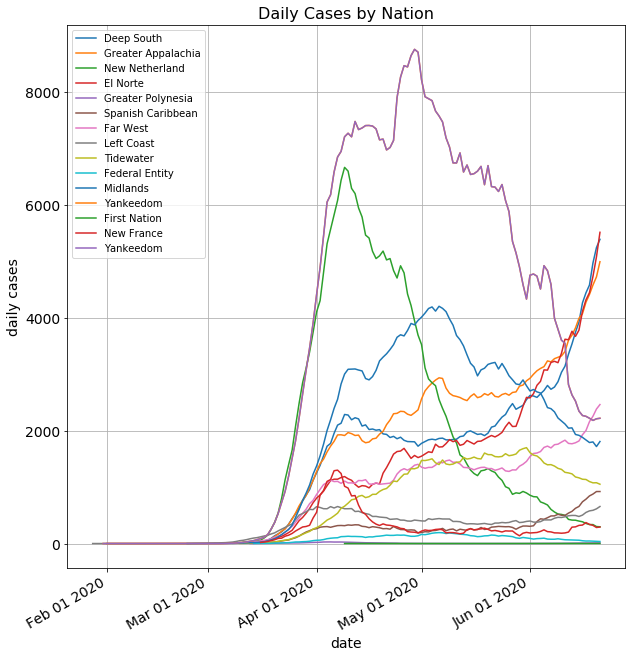 Daily Cases by Nation
Deep South
Greater Appalachia
New Netherland
El Norte
Greater Polynesia
Spanish Caribbean
Far West
Left Coast
Tidewater
Federal Entity
Midlands
Yankeedom
First Nation
New France
Yankeedom
8000
6000
4000
2000
0
daily cases
Feb 01 2020
Mar 01 2020
Apr 01 2020
May 01 2020
Jun 01 2020
date